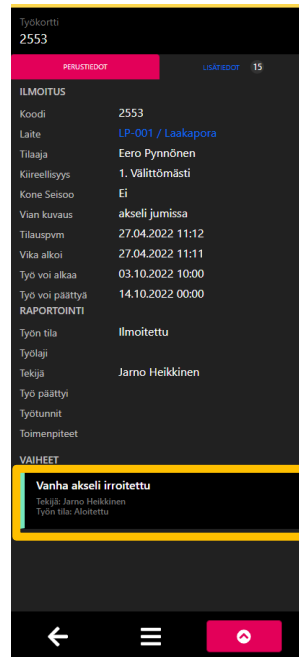 Työkortti
2553
PERUSTIEDOT LISÄTIEDOT 15
ILMOITUS
Koodi 2553
Laite LP-001 / Laakapora
Tilaaja Eero Pynnönen
Kiireellisyys 1. Välittömästi
Kone Seisoo Ei
Vian kuvaus akseli jumissa
Tilauspvm 27.04.2022 11:12
Vika alkoi 27.04.2022 11:11
Työ voi alkaa 03.10.2022 10:00
Työ voi päättyä 14.10.2022 00:00
RAPORTOINTI
Työn tila Ilmoitettu
Työlaji
Tekijä Jarno Heikkinen
Työ päättyi
Työtunnit
Toimenpiteet
VAIHEET
Vanha akseli irroitettu
Tekijä: Jarno Heikkinen
Työn tila: Aloitettu